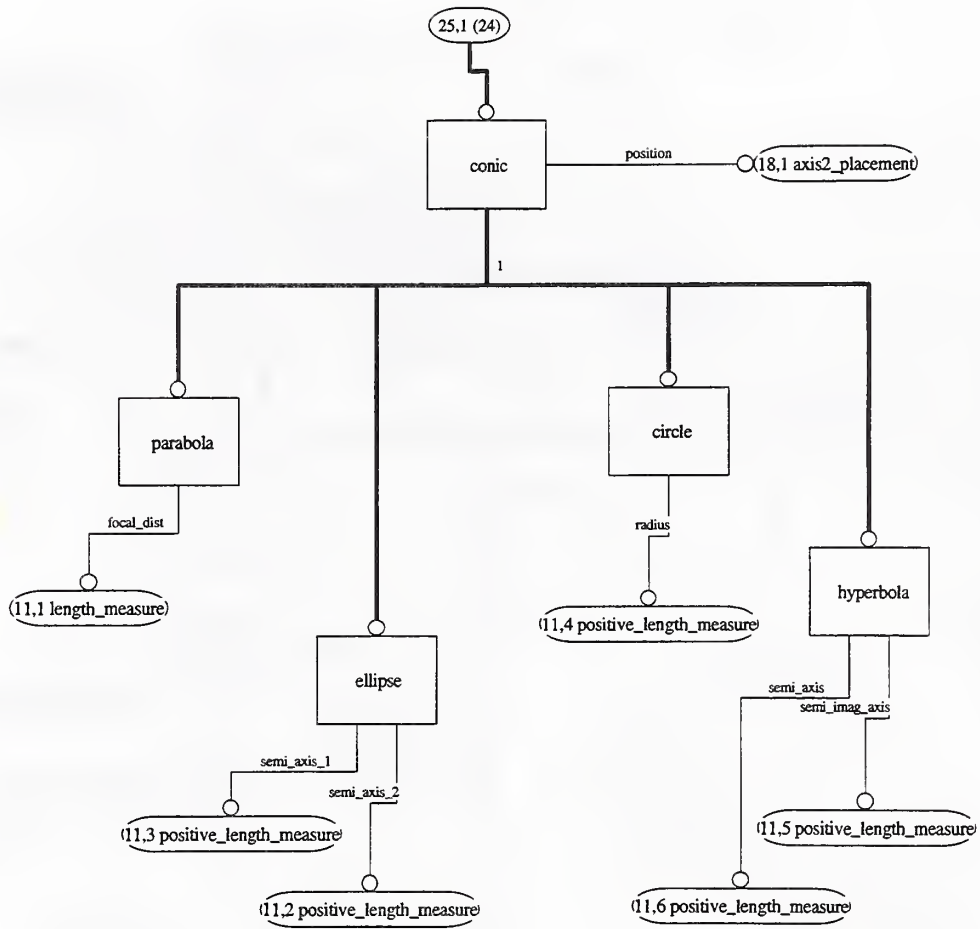 25,1 (24)
conic
position
(18,1 axis2_placement)
1
parabola
circle
focal_dist
radius
hyperbola
(11,1 length_measure)
(11,4 positive_length_measure)
ellipse
semi_axis
semi_imag_axis
semi_axis_1
semi_axis_2
(11,3 positive_length_measure)
(11,5 positive_length_measure)
(11,2 positive_length_measure)
(11,6 positive_length_measure)